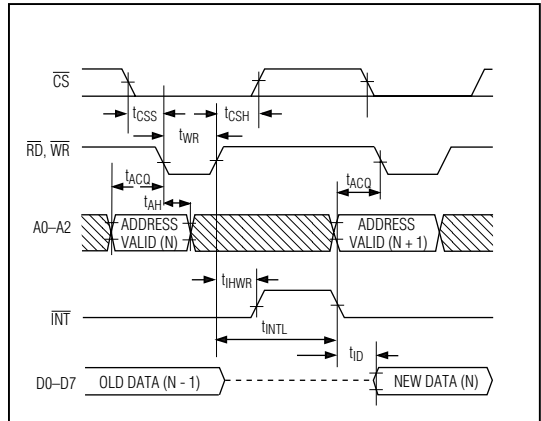 CS
tCSS
tCSH
tWR
RD, WR
tACQ
tACQ
tAH
A0–A2
ADDRESS
VALID (N)
ADDRESS
VALID (N + 1)
tIHWR
INT
tINTL
tID
D0–D7
OLD DATA (N - 1)
NEW DATA (N)